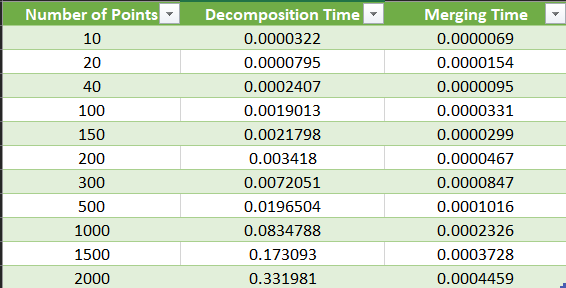 Number of Points Decomposition Time Merging Time
10 0.0000322 0.0000069
20 0.0000795 0.0000154
40 0.0002407 0.0000095
100 0.0019013 0.0000331
150 0.0021798 0.0000299
200 0.003418 0.0000467
300 0.0072051 0.0000847
500 0.0196504 0.0001016
1000 0.0834788 0.0002326
1500 0.173093 0.0003728
2000 0.331981 0.0004459